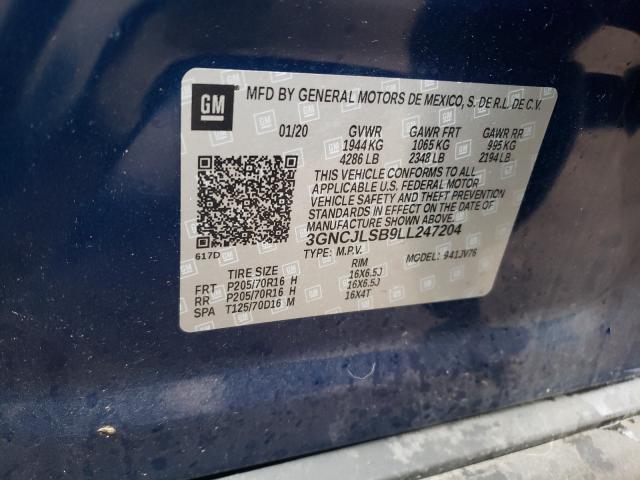 GM MFD BY GENERAL MOTORS DE MEXICO, S. DE R.L. DE C.V.
01/20 GVWR GAWR FRT GAWR RR
1944 KG 1065 KG 995 KG
4286 LB 2348 LB 2194 LB
THIS VEHICLE CONFORMS TO ALL
APPLICABLE U.S. FEDERAL MOTOR
VEHICLE SAFETY AND THEFT
PREVENTION STANDARDS IN EFFECT ON
THE DATE OF MANUFACTURE SHOWN ABOVE.
3GNCJLSB9LL247204
617D TYPE: M.P.V. MODEL: 941JV76
TIRE SIZE RIM
FRT P205/70R16 H 16X6.5J
RR P205/70R16 H 16X6.5J
SPA T125/70D16 M 16X4T